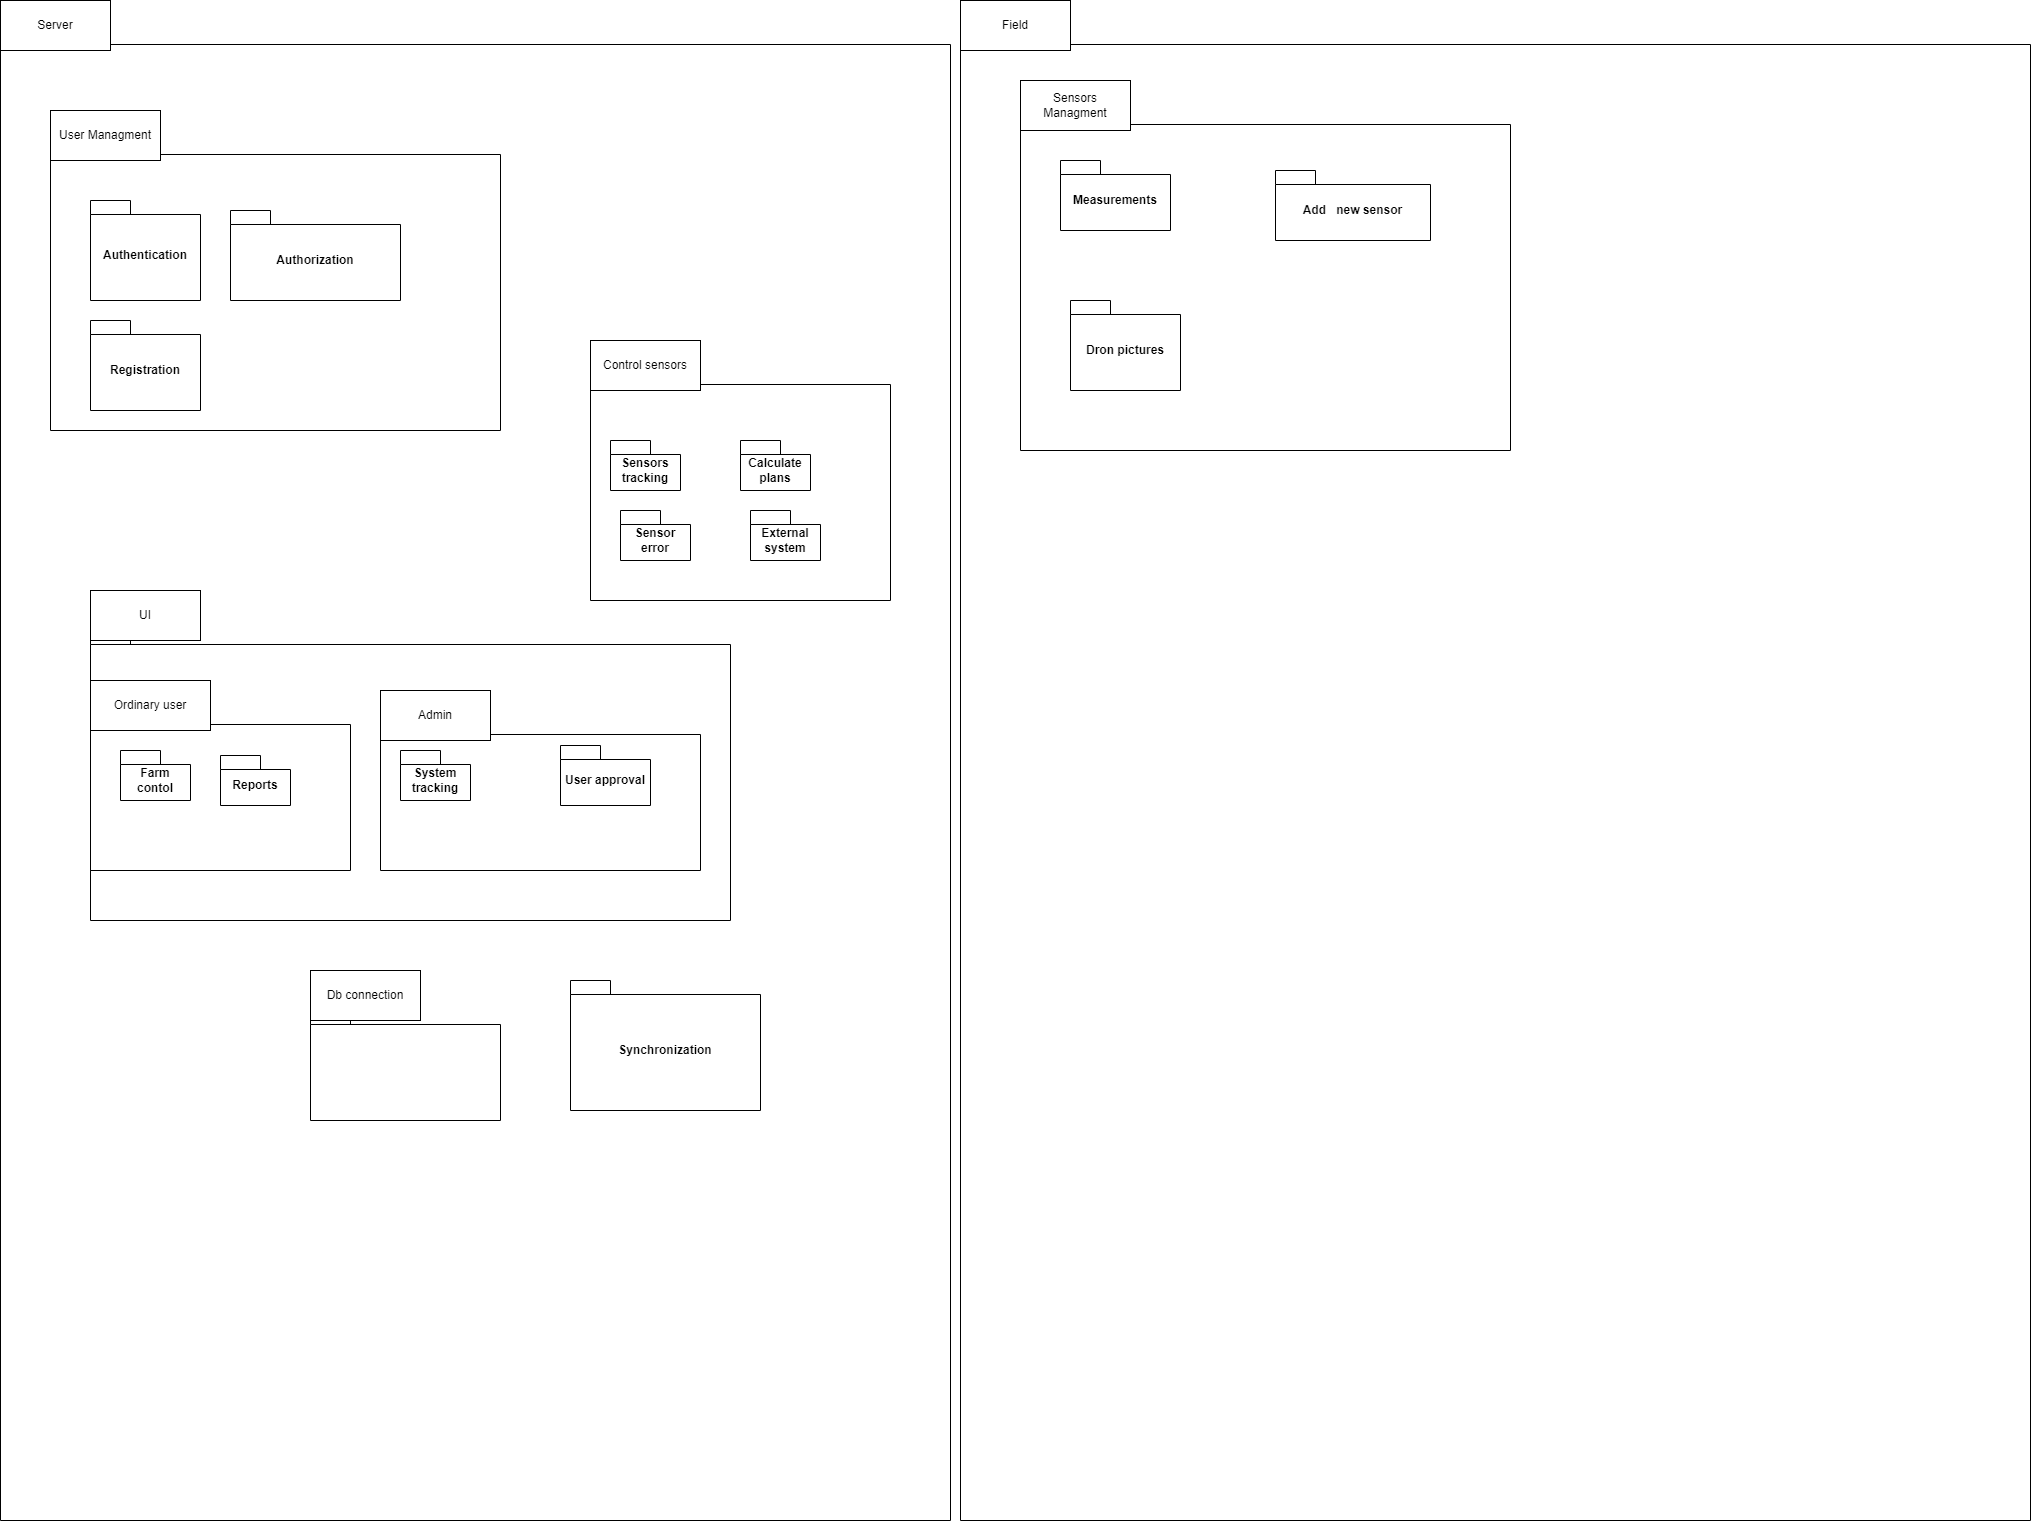 Server
User Managment
Authentication
Authorization
Registration
Control sensors
Sensors
tracking
Calculate
plans
Sensor
error
External
system
UI
Ordinary user
Farm
contol
Reports
Admin
System
tracking
User approval
Db connection
Synchronization
Field
Sensors
Managment
Measurements
Add   new sensor
Dron pictures